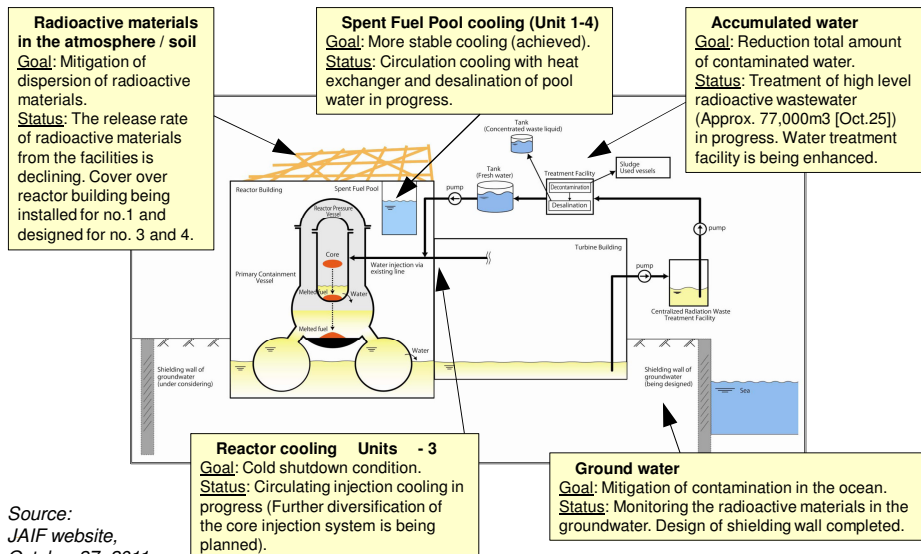 Radioactive materials
in the atmosphere / soil
Goal: Mitigation of
dispersion of radioactive
materials.
Status: The release rate
of radioactive materials
from the facilities is
declining. Cover over
reactor building being
installed for no.1 and
designed for no. 3 and 4.
Spent Fuel Pool cooling (Unit 1-4)
Goal: More stable cooling (achieved).
Status: Circulation cooling with heat
exchanger and desalination of pool
water in progress.
Accumulated water
Goal: Reduction total amount
of contaminated water.
Status: Treatment of high level
radioactive wastewater
(Approx. 77,000m3 [Oct.25])
in progress. Water treatment
facility is being enhanced.
Tank
(Concentrated waste liquid)
Tank
(Fresh water)
Treatment Facility
Decontamination
Desalination
Sludge
Used vessels
pump
pump
pump
Reactor Building
Spent Fuel Pool
Reactor Pressure
Vessel
Core
Water injection via
existing line
Turbine Building
Primary Containment
Vessel
Melted fuel
Water
Melted fuel
Water
Centralized Radiation Waste
Treatment Facility
Shielding wall of
groundwater
(under considering)
Shielding wall of
groundwater
(being designed)
Sea
Reactor cooling Units - 3
Goal: Cold shutdown condition.
Status: Circulating injection cooling in
progress (Further diversification of
the core injection system is being
planned).
Ground water
Goal: Mitigation of contamination in the ocean.
Status: Monitoring the radioactive materials in the
groundwater. Design of shielding wall completed.
Source:
JAIF website,
October 27, 2011